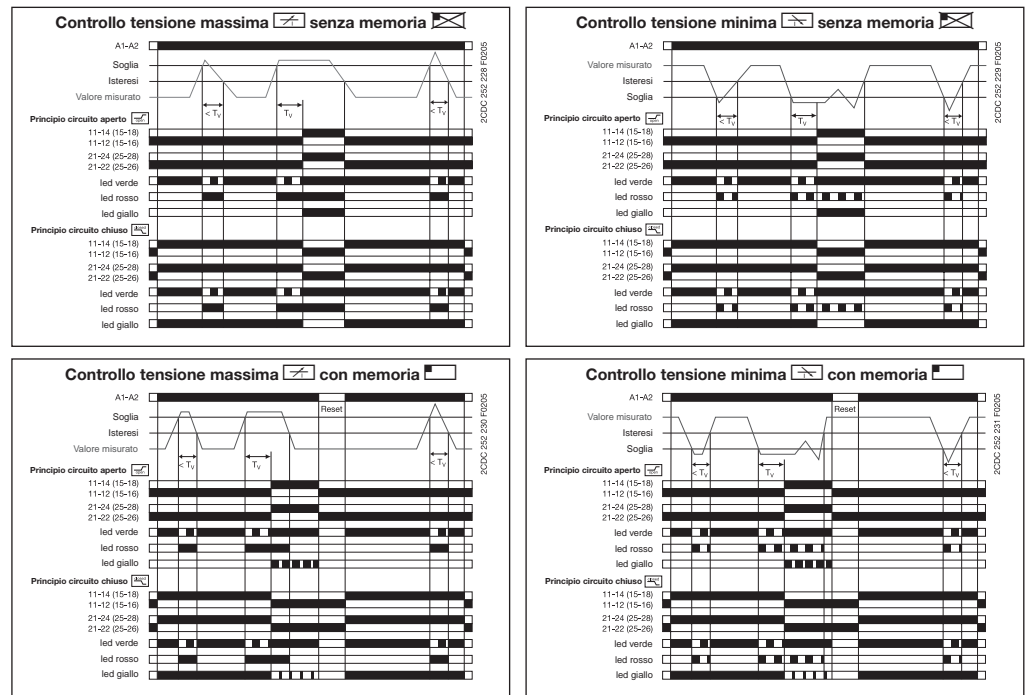 Controllo tensione massima senza memoria
A1-A2
Soglia
Isteresi
Valore misurato
< Tv
Tv
< Tv
Principio circuito aperto open
11-14 (15-18)
11-12 (15-16)
21-24 (25-28)
21-22 (25-26)
led verde
led rosso
led giallo
Principio circuito chiuso closed
11-14 (15-18)
11-12 (15-16)
21-24 (25-28)
21-22 (25-26)
led verde
led rosso
led giallo
2CDC 252 228 F0205
Controllo tensione minima senza memoria
A1-A2
Valore misurato
Isteresi
Soglia
< Tv
Tv
< Tv
Principio circuito aperto open
11-14 (15-18)
11-12 (15-16)
21-24 (25-28)
21-22 (25-26)
led verde
led rosso
led giallo
Principio circuito chiuso closed
11-14 (15-18)
11-12 (15-16)
21-24 (25-28)
21-22 (25-26)
led verde
led rosso
led giallo
2CDC 252 229 F0205
Controllo tensione massima con memoria
A1-A2
Reset
Soglia
Isteresi
Valore misurato
< Tv
Tv
< Tv
Principio circuito aperto open
11-14 (15-18)
11-12 (15-16)
21-24 (25-28)
21-22 (25-26)
led verde
led rosso
led giallo
Principio circuito chiuso closed
11-14 (15-18)
11-12 (15-16)
21-24 (25-28)
21-22 (25-26)
led verde
led rosso
led giallo
2CDC 252 230 F0205
Controllo tensione minima con memoria
A1-A2
Reset
Valore misurato
Isteresi
Soglia
< Tv
Tv
< Tv
Principio circuito aperto open
11-14 (15-18)
11-12 (15-16)
21-24 (25-28)
21-22 (25-26)
led verde
led rosso
led giallo
Principio circuito chiuso closed
11-14 (15-18)
11-12 (15-16)
21-24 (25-28)
21-22 (25-26)
led verde
led rosso
led giallo
2CDC 252 231 F0205